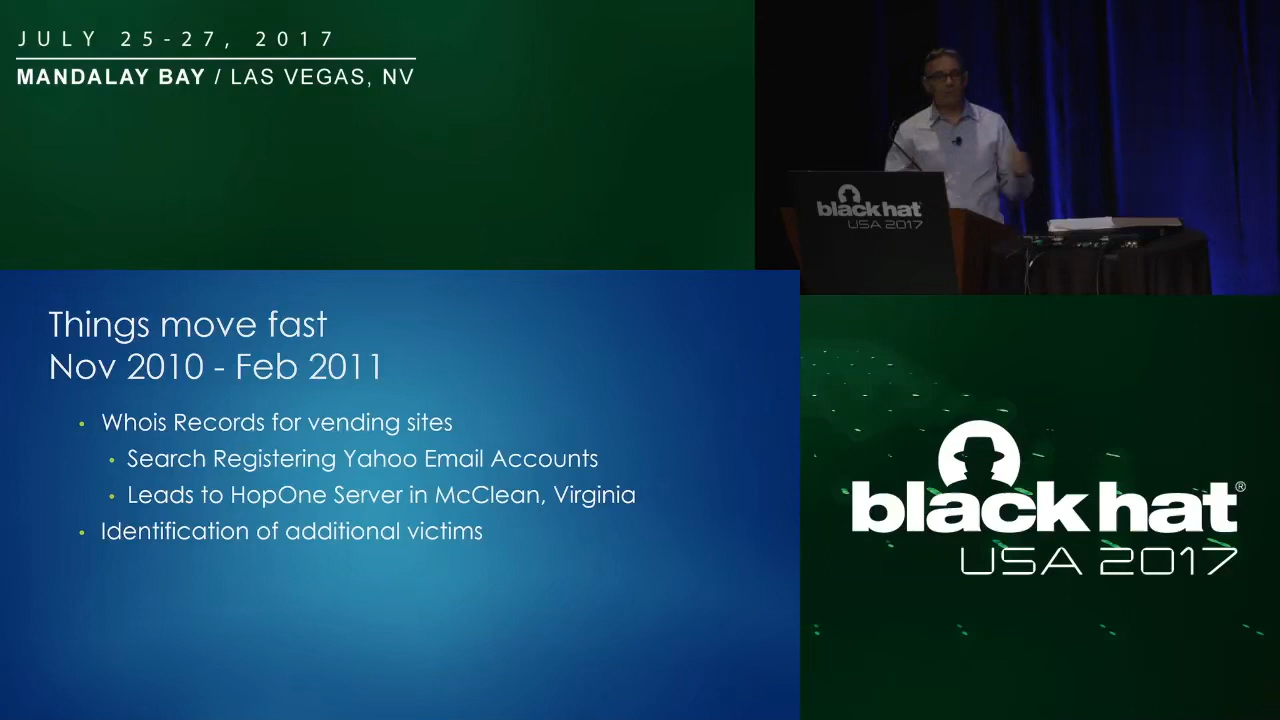 JULY 25-27, 2017
MANDALAY BAY / LAS VEGAS, NV
black hat
USA 2017
Things move fast
Nov 2010 - Feb 2011
• Whois Records for vending sites
• Search Registering Yahoo Email Accounts
• Leads to HopOne Server in McClean, Virginia
• Identification of additional victims
black hat®
USA 2017